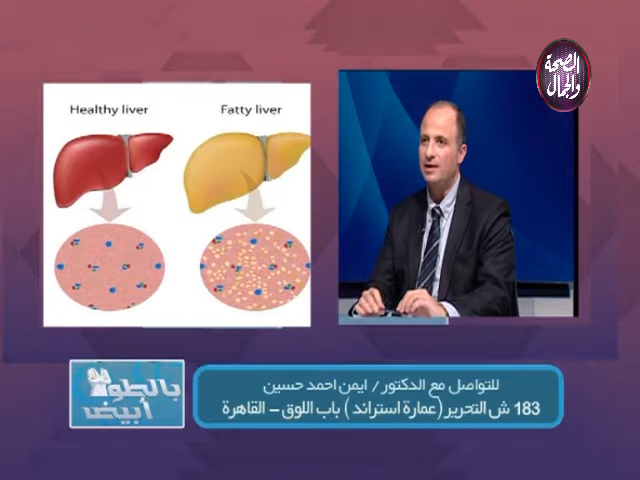 الصحة
والجمال
Healthy liver
Fatty liver
للتواصل مع الدكتور / ايمن احمد حسين
183 ش التحرير (عمارة استراند ) باب اللوق - القاهرة
بالطو
أبيض